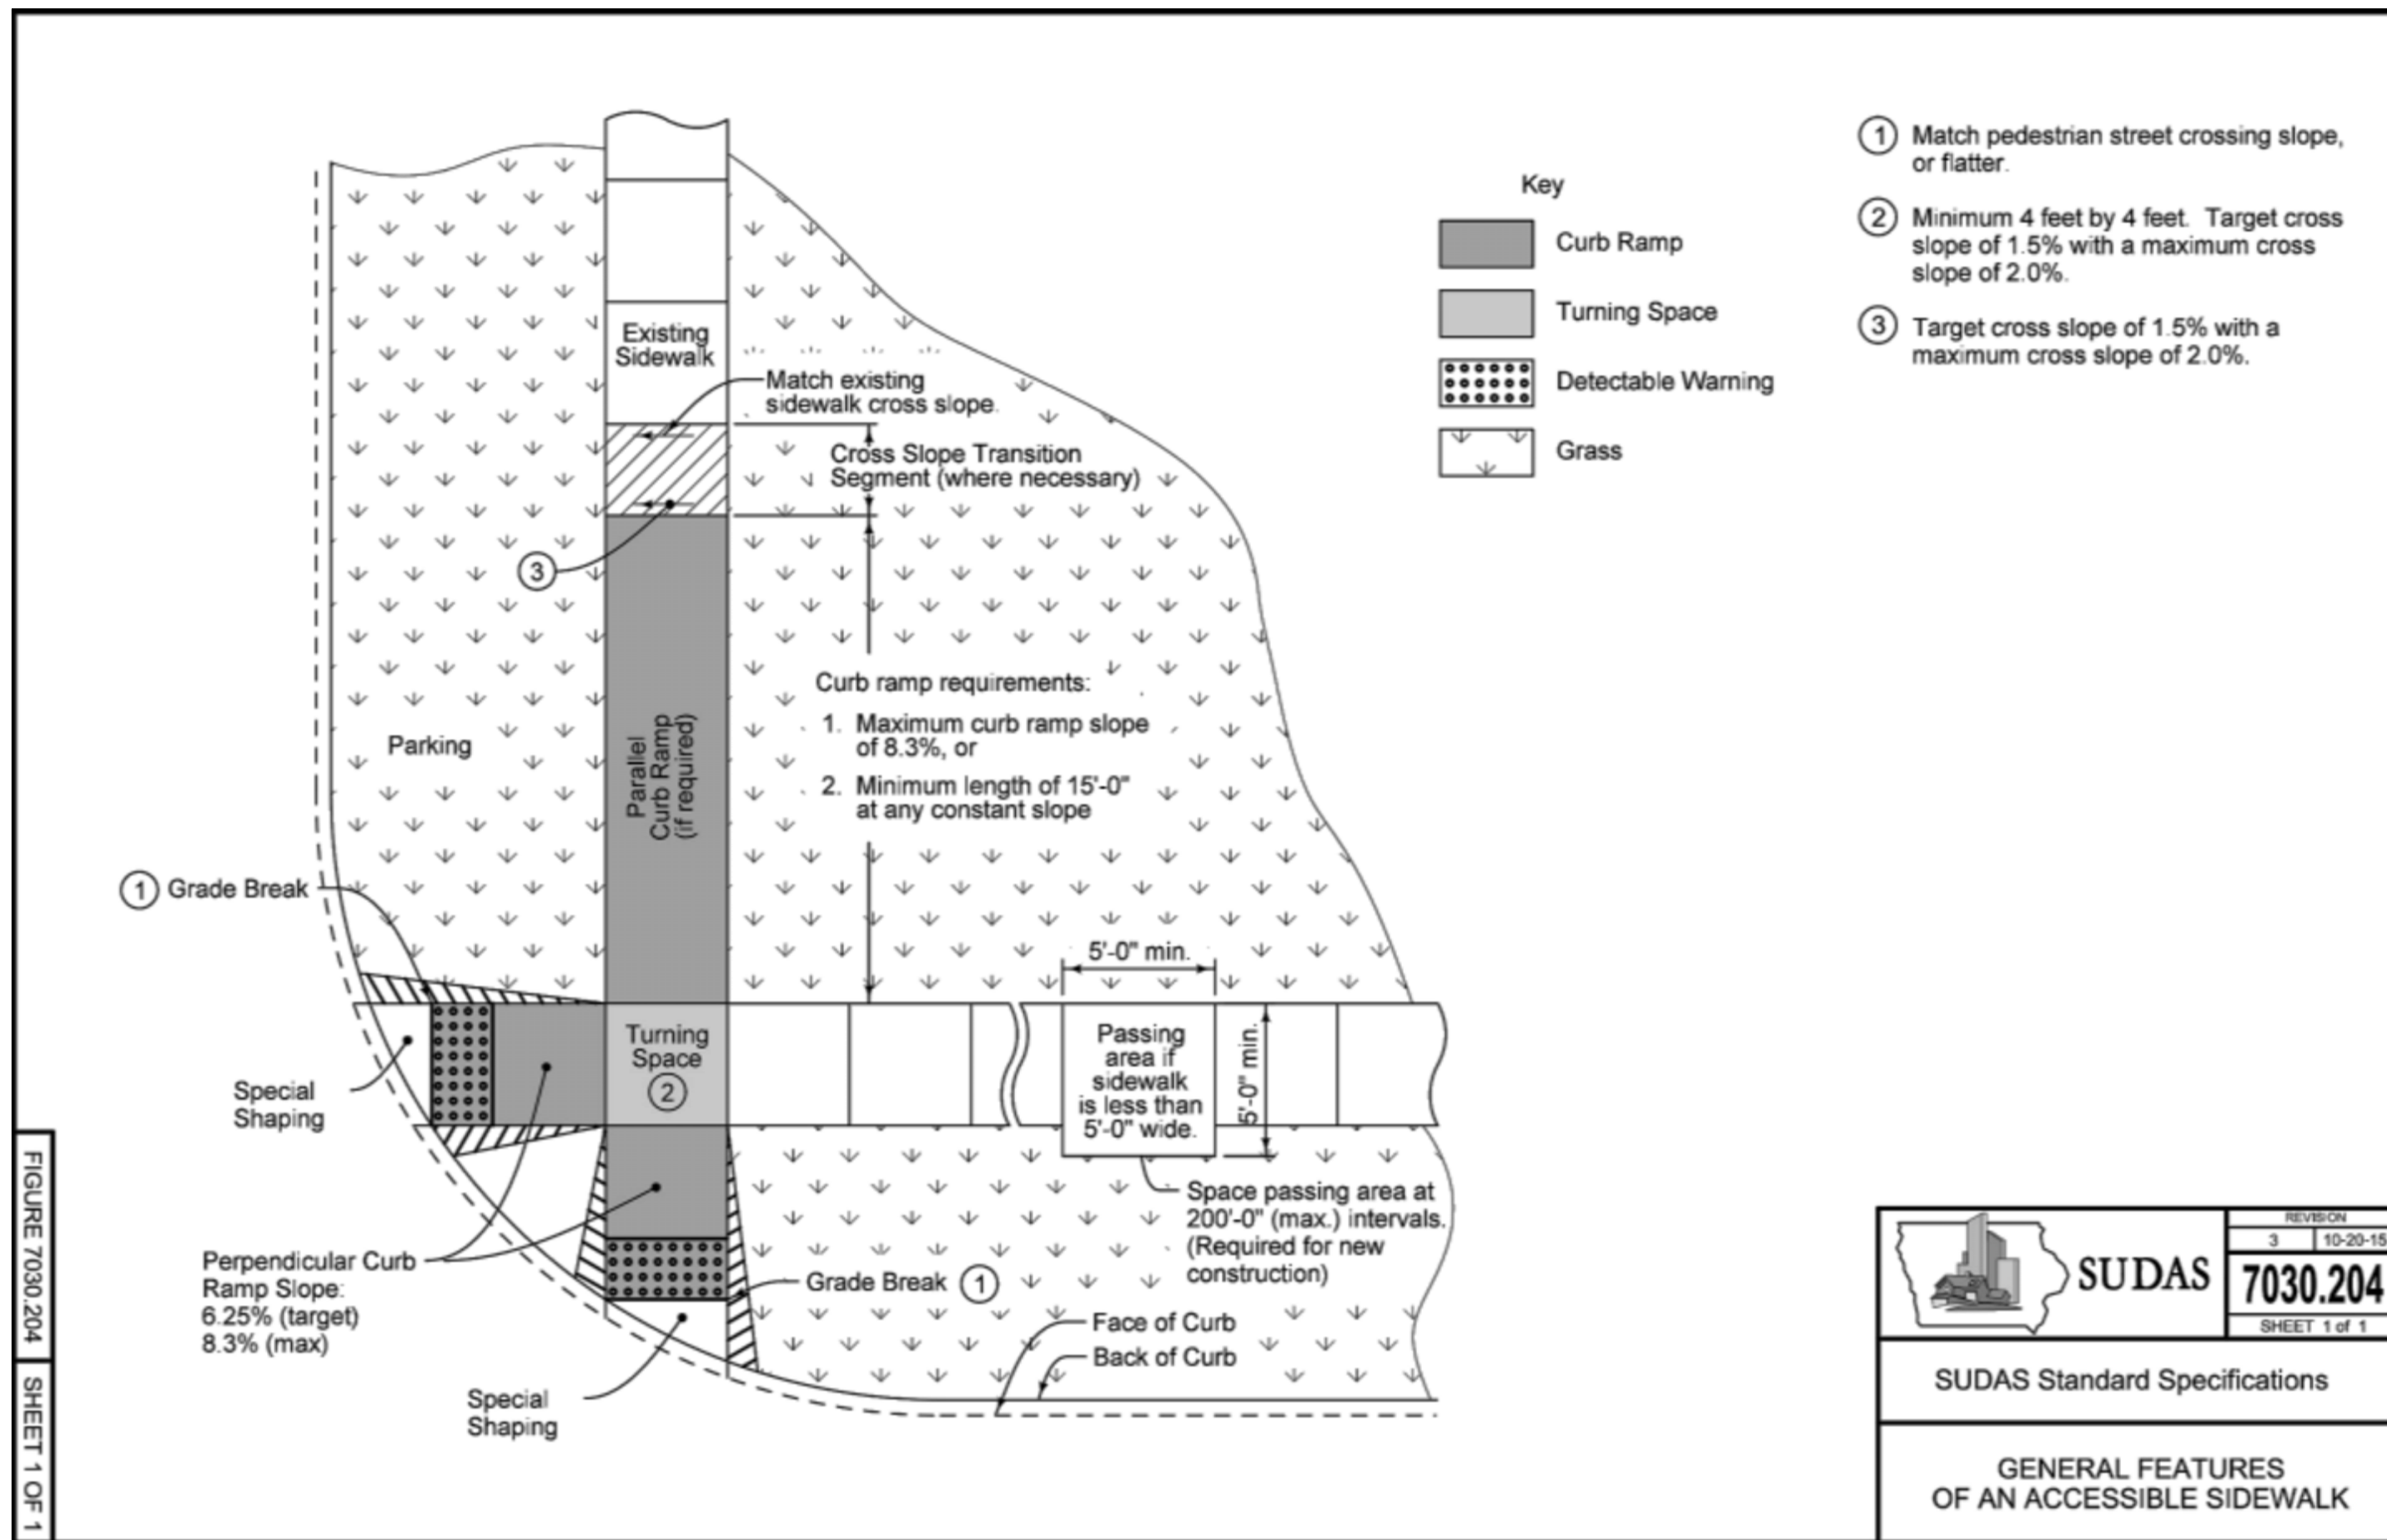 Key
Curb Ramp
Turning Space
Detectable Warning
Grass
1 Match pedestrian street crossing slope,
or flatter.
2 Minimum 4 feet by 4 feet. Target cross
slope of 1.5% with a maximum cross
slope of 2.0%.
3 Target cross slope of 1.5% with a
maximum cross slope of 2.0%.
Existing
Sidewalk
Match existing
sidewalk cross slope.
Cross Slope Transition
Segment (where necessary)
3
Curb ramp requirements:
1. Maximum curb ramp slope
of 8.3%, or
2. Minimum length of 15'-0"
at any constant slope
Parking
Parallel
Curb Ramp
(if required)
1 Grade Break
5'-0" min.
Turning
Space
2
Passing
area if
sidewalk
is less than
5'-0" wide.
5'-0" min.
Special
Shaping
Space passing area at
200'-0" (max.) intervals.
(Required for new
construction)
Perpendicular Curb
Ramp Slope:
6.25% (target)
8.3% (max)
Grade Break 1
Face of Curb
Back of Curb
Special
Shaping
FIGURE 7030.204
SHEET 1 OF 1
SUDAS
REVISION
3 10-20-15
7030.204
SHEET 1 of 1
SUDAS Standard Specifications
GENERAL FEATURES
OF AN ACCESSIBLE SIDEWALK